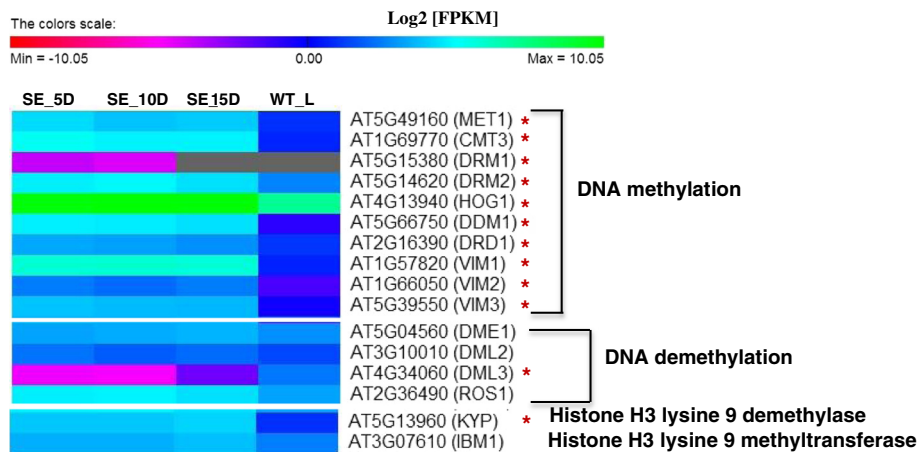 Log2 [FPKM]
The colors scale:
Min = -10.05 0.00 Max = 10.05
SE_5D SE_10D SE_15D WT_L
AT5G49160 (MET1) *
AT1G69770 (CMT3) *
AT5G15380 (DRM1) *
AT5G14620 (DRM2) *
AT4G13940 (HOG1) *
AT5G66750 (DDM1) *
AT2G16390 (DRD1) *
AT1G57820 (VIM1) *
AT1G66050 (VIM2) *
AT5G39550 (VIM3) *
DNA methylation
AT5G04560 (DME1)
AT3G10010 (DML2)
AT4G34060 (DML3) *
AT2G36490 (ROS1)
DNA demethylation
AT5G13960 (KYP) * Histone H3 lysine 9 demethylase
AT3G07610 (IBM1) Histone H3 lysine 9 methyltransferase